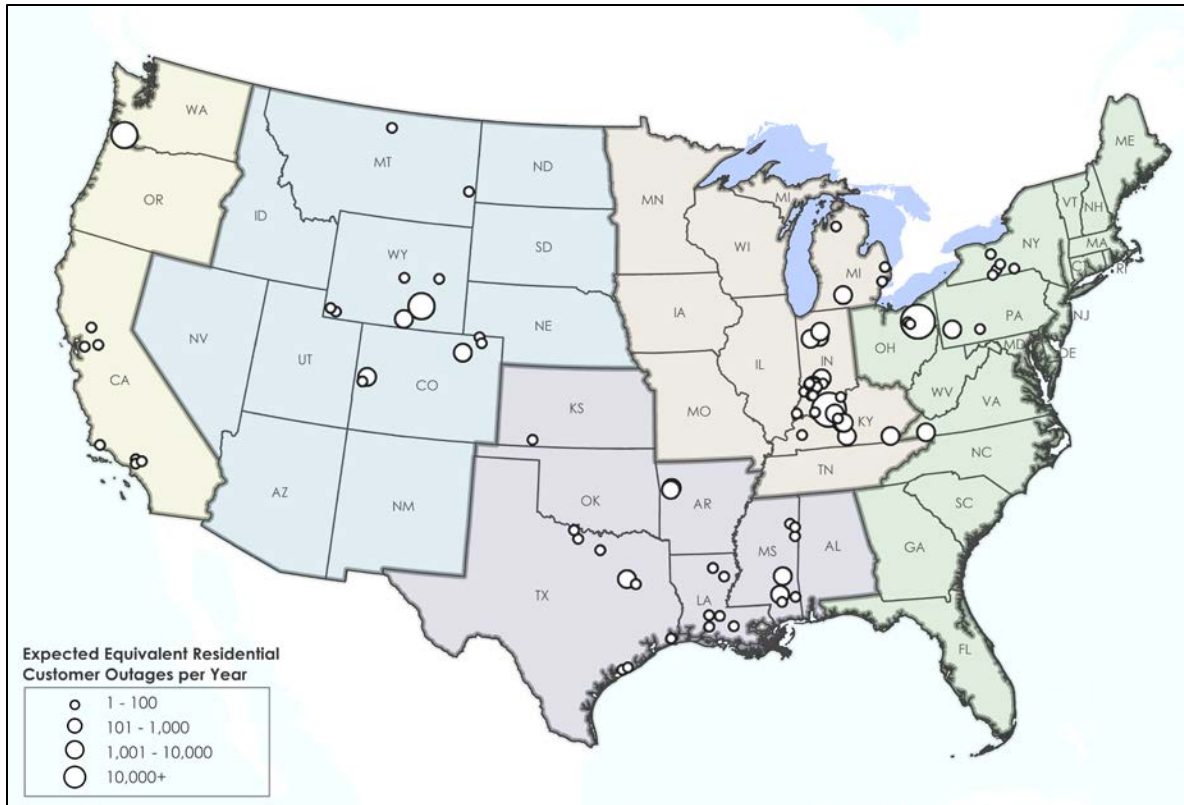 WA
MT
ND
MN
MI
ME
VT
NH
OR
ID
SD
WI
MI
NY
MA
CT
RI
WY
IA
PA
NJ
NE
NV
UT
CO
IL
IN
OH
MD
DE
WV
VA
CA
KS
MO
KY
NC
AZ
NM
OK
AR
TN
SC
TX
LA
MS
AL
GA
FL
Expected Equivalent Residential
Customer Outages per Year
1 - 100
101 - 1,000
1,001 - 10,000
10,000+